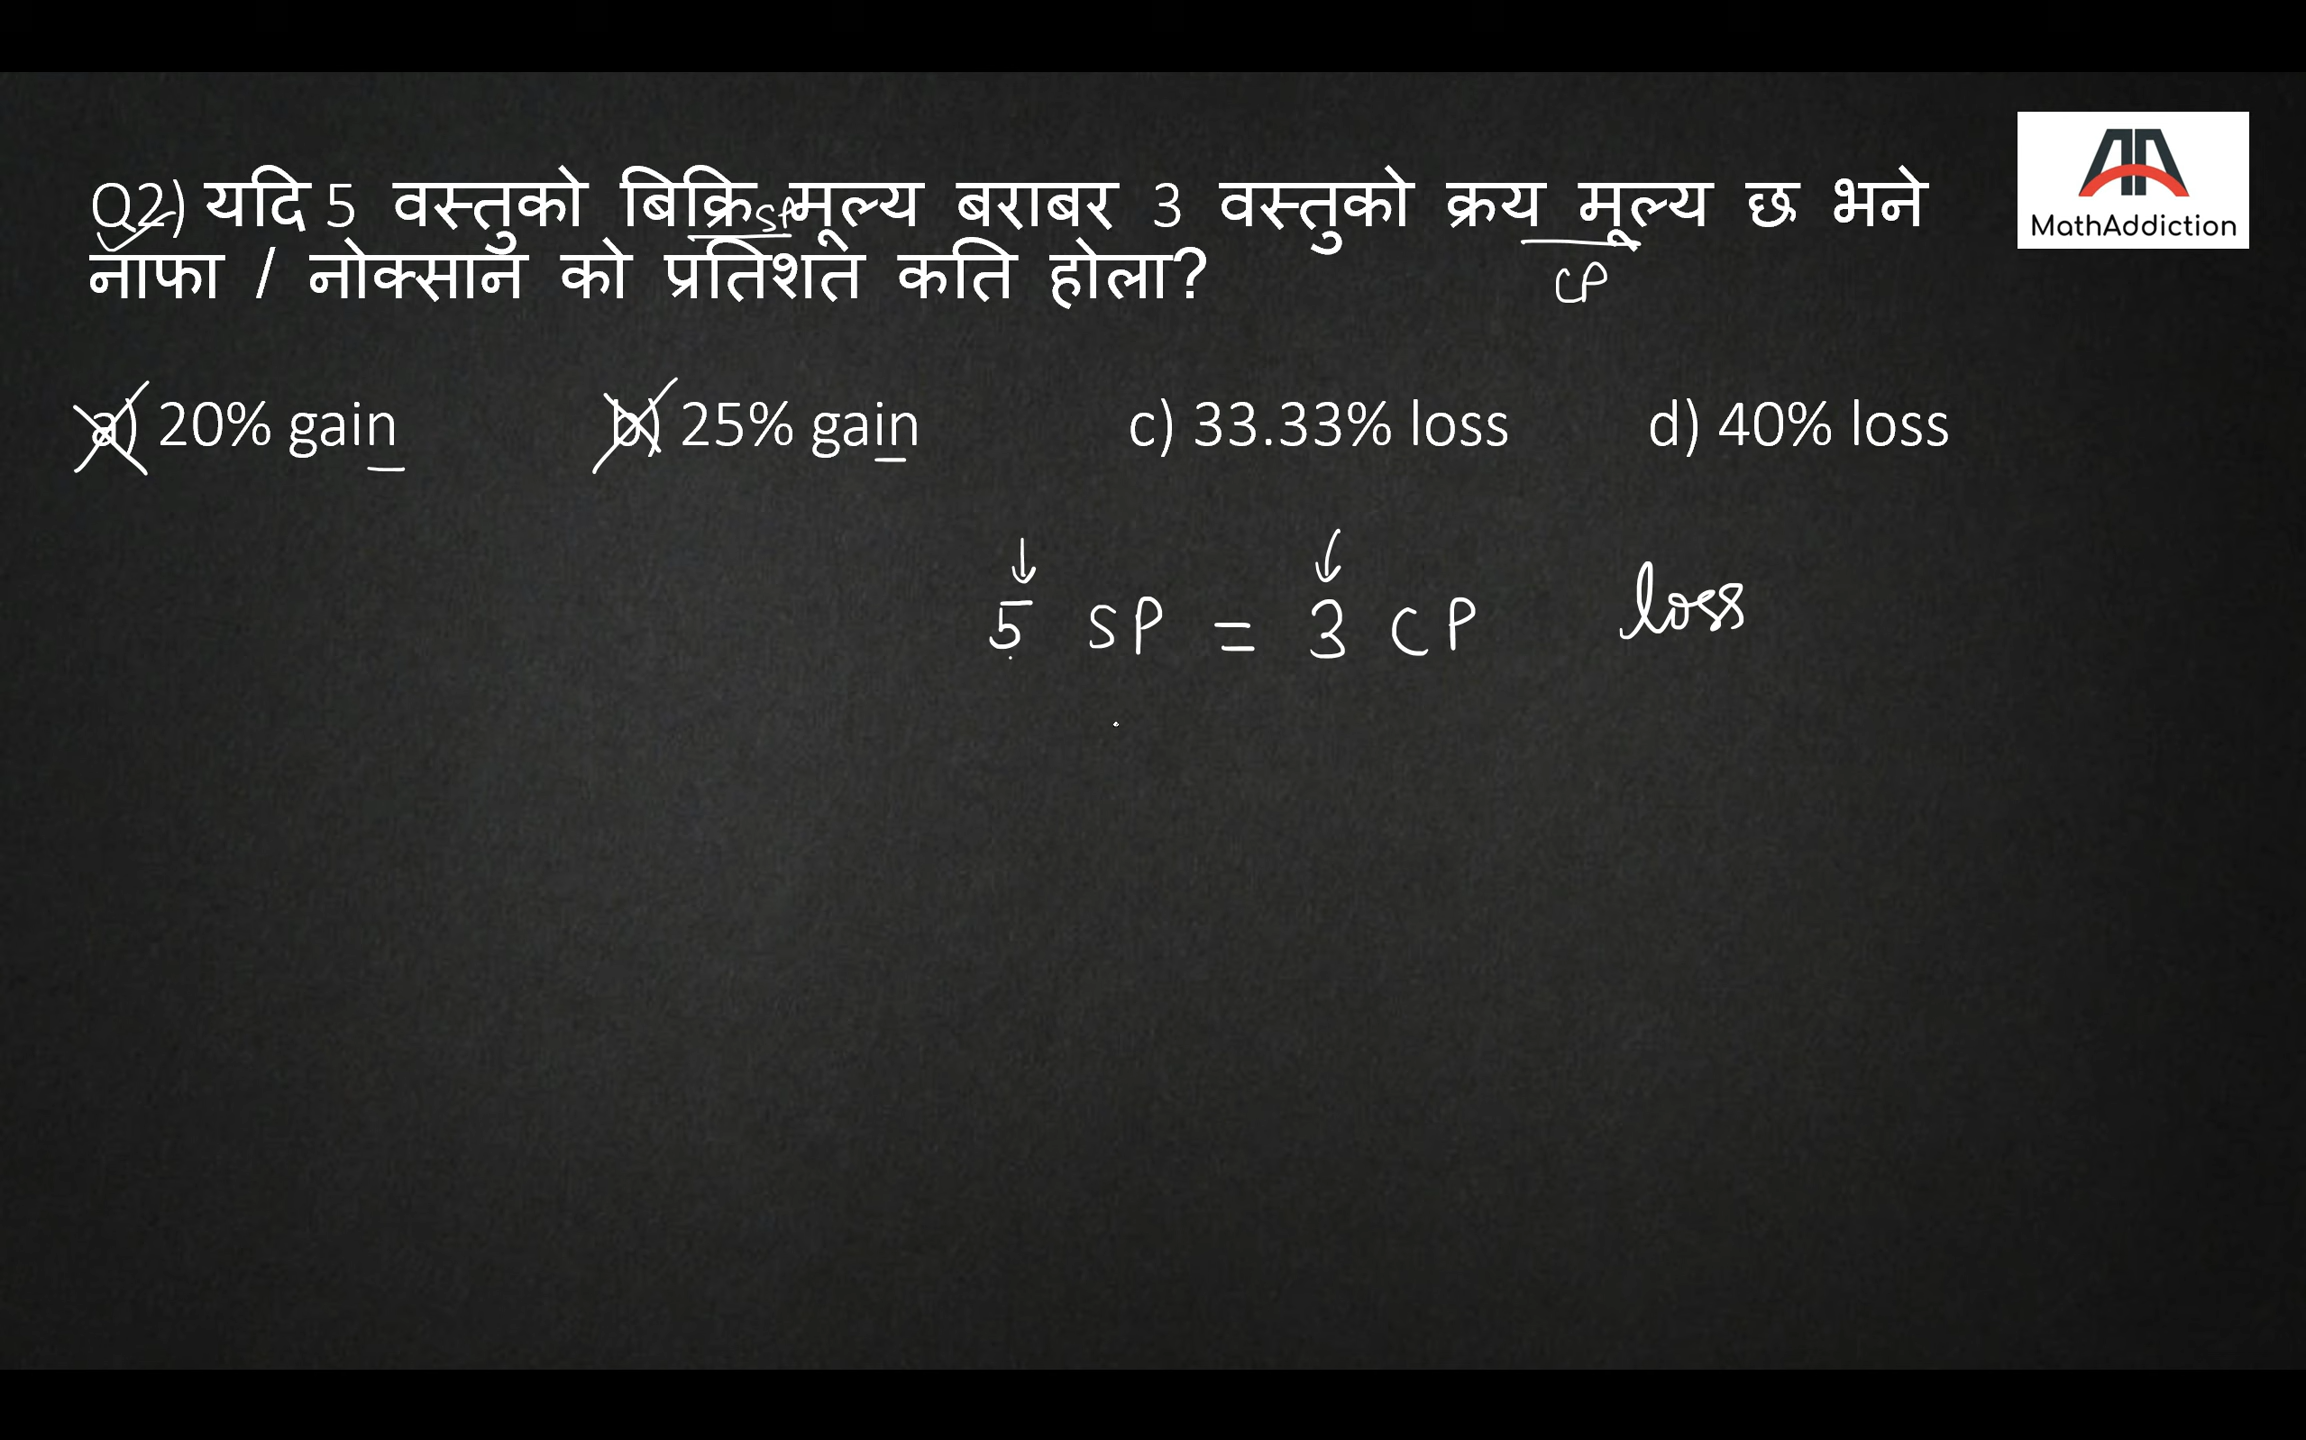 Q2) यदि 5 वस्तुको बिक्रि मूल्य बराबर 3 वस्तुको क्रय मूल्य छ भने
SP
नाफा / नोक्सान को प्रतिशत कति होला?
CP
MathAddiction
a) 20% gain b) 25% gain c) 33.33% loss d) 40% loss
5 SP = 3 CP loss